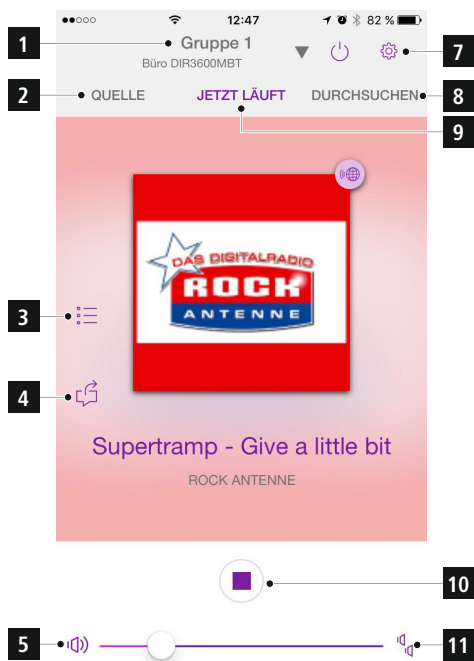 12:47
82 %
1
Gruppe 1
7
Büro DIR3600MBT
2
QUELLE
JETZT LÄUFT
DURCHSUCHEN
8
9
DAS DIGITALRADIO
ROCK
ANTENNE
3
4
Supertramp - Give a little bit
ROCK ANTENNE
10
5
11